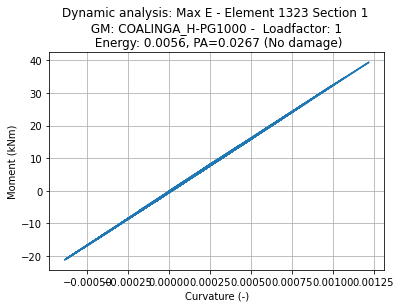 Dynamic analysis: Max E - Element 1323 Section 1
GM: COALINGA_H-PG1000 -  Loadfactor: 1
Energy: 0.0056, PA=0.0267 (No damage)
Moment (kNm)
40
30
20
10
0
−10
−20
−0.00050 −0.00025 0.00000 0.00025 0.00050 0.00075 0.00100 0.00125
Curvature (-)